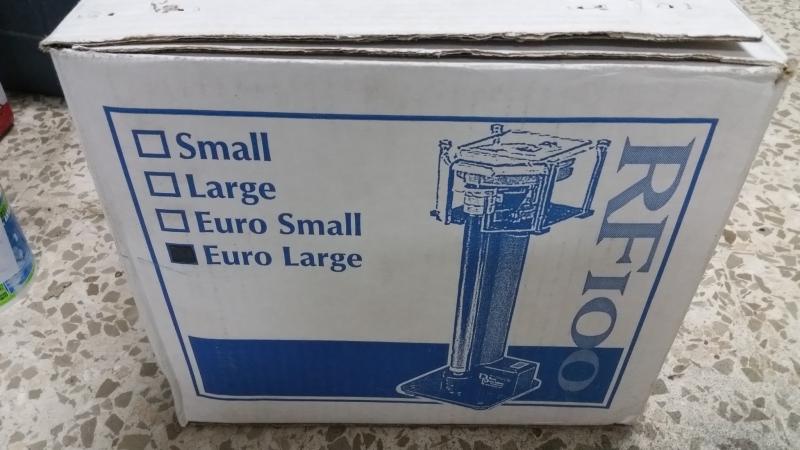 Small
Large
Euro Small
Euro Large
RF100